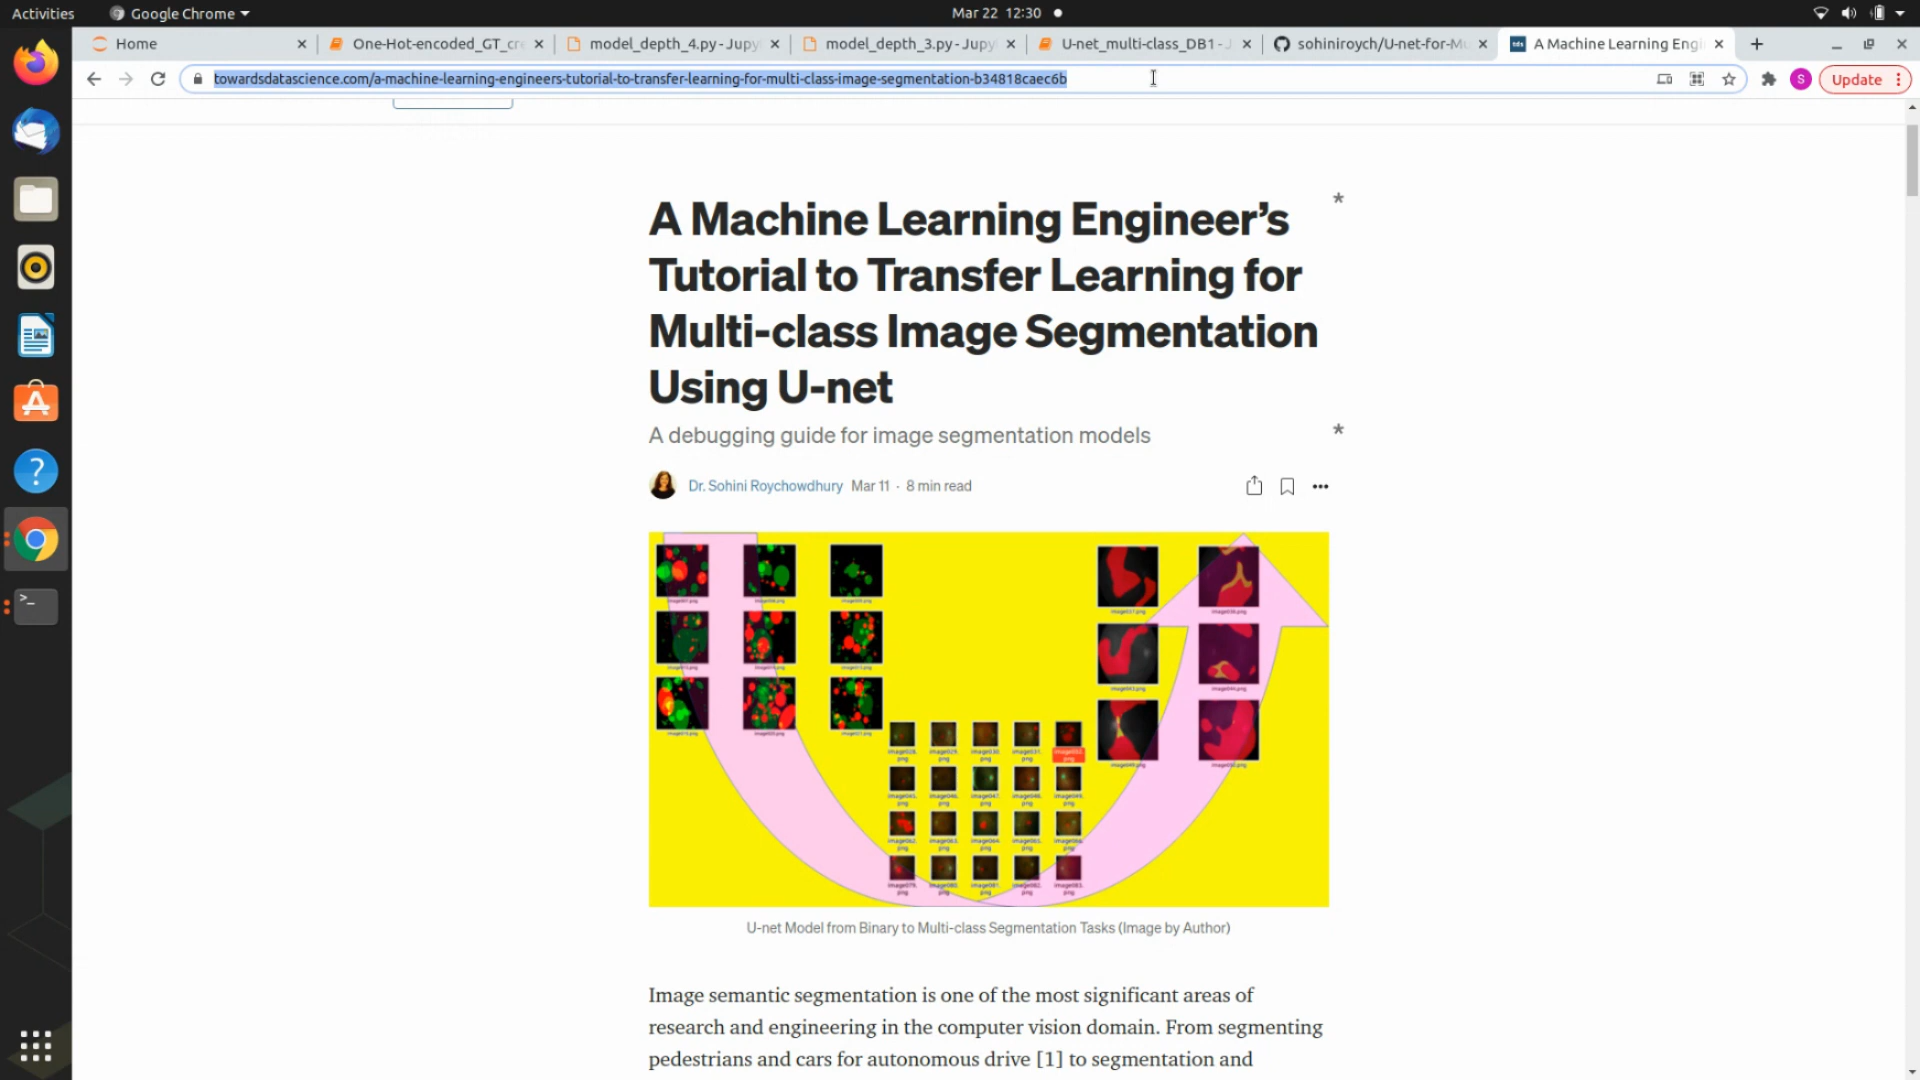 Activities
Google Chrome
Mar 22 12:30
Home
One-Hot-encoded_GT_cre
model_depth_4.py - Jupy
model_depth_3.py - Jupy
U-net_multi-class_DB1 - J
sohiniroych/U-net-for-Mu
tds
A Machine Learning Engi
towardsdatascience.com/a-machine-learning-engineers-tutorial-to-transfer-learning-for-multi-class-image-segmentation-b34818caec6b
S
Update
A Machine Learning Engineer’s
Tutorial to Transfer Learning for
Multi-class Image Segmentation
Using U-net
A debugging guide for image segmentation models
Dr. Sohini Roychowdhury Mar 11 · 8 min read
U-net Model from Binary to Multi-class Segmentation Tasks (Image by Author)
Image semantic segmentation is one of the most significant areas of
research and engineering in the computer vision domain. From segmenting
pedestrians and cars for autonomous drive [1] to segmentation and